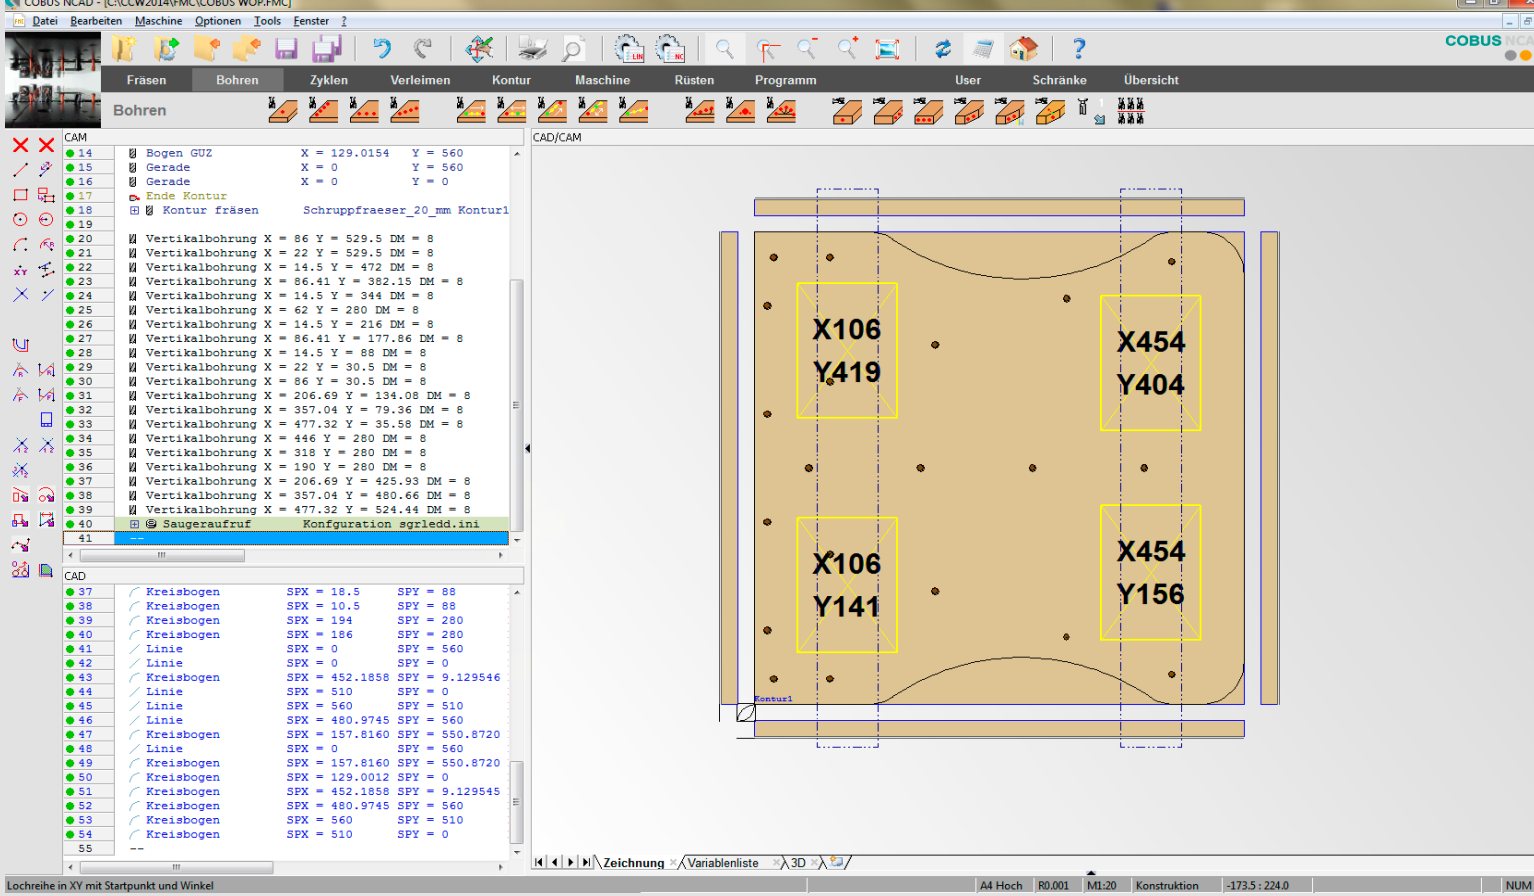 COBUS NCAD - [C:\CCW2014\FMC\COBUS WOP.FMC]
Datei Bearbeiten Maschine Optionen Tools Fenster ?
COBUS NCAD
Fräsen Bohren Zyklen Verleimen Kontur Maschine Rüsten Programm User Schränke Übersicht
Bohren
CAM
14 Bogen GUZ X = 129.0154 Y = 560
15 Gerade X = 0 Y = 560
16 Gerade X = 0 Y = 0
17 Ende Kontur
18 Kontur fräsen Schruppfraeser_20_mm Kontur1
19
20 Vertikalbohrung X = 86 Y = 529.5 DM = 8
21 Vertikalbohrung X = 22 Y = 529.5 DM = 8
22 Vertikalbohrung X = 14.5 Y = 472 DM = 8
23 Vertikalbohrung X = 86.41 Y = 382.15 DM = 8
24 Vertikalbohrung X = 14.5 Y = 344 DM = 8
25 Vertikalbohrung X = 62 Y = 280 DM = 8
26 Vertikalbohrung X = 14.5 Y = 216 DM = 8
27 Vertikalbohrung X = 86.41 Y = 177.86 DM = 8
28 Vertikalbohrung X = 14.5 Y = 88 DM = 8
29 Vertikalbohrung X = 22 Y = 30.5 DM = 8
30 Vertikalbohrung X = 86 Y = 30.5 DM = 8
31 Vertikalbohrung X = 206.69 Y = 134.08 DM = 8
32 Vertikalbohrung X = 357.04 Y = 79.36 DM = 8
33 Vertikalbohrung X = 477.32 Y = 35.58 DM = 8
34 Vertikalbohrung X = 446 Y = 280 DM = 8
35 Vertikalbohrung X = 318 Y = 280 DM = 8
36 Vertikalbohrung X = 190 Y = 280 DM = 8
37 Vertikalbohrung X = 206.69 Y = 425.93 DM = 8
38 Vertikalbohrung X = 357.04 Y = 480.66 DM = 8
39 Vertikalbohrung X = 477.32 Y = 524.44 DM = 8
40 Saugeraufruf Konfguration sgrledd.ini
41 --
CAD
37 Kreisbogen SPX = 18.5 SPY = 88
38 Kreisbogen SPX = 10.5 SPY = 88
39 Kreisbogen SPX = 194 SPY = 280
40 Kreisbogen SPX = 186 SPY = 280
41 Linie SPX = 0 SPY = 560
42 Linie SPX = 0 SPY = 0
43 Kreisbogen SPX = 452.1858 SPY = 9.129546
44 Linie SPX = 510 SPY = 0
45 Linie SPX = 560 SPY = 510
46 Linie SPX = 480.9745 SPY = 560
47 Kreisbogen SPX = 157.8160 SPY = 550.8720
48 Linie SPX = 0 SPY = 560
49 Kreisbogen SPX = 157.8160 SPY = 550.8720
50 Kreisbogen SPX = 129.0012 SPY = 0
51 Kreisbogen SPX = 452.1858 SPY = 9.129545
52 Kreisbogen SPX = 480.9745 SPY = 560
53 Kreisbogen SPX = 560 SPY = 510
54 Kreisbogen SPX = 510 SPY = 0
55 --
CAD/CAM
X106
Y419
X454
Y404
X106
Y141
X454
Y156
Kontur1
Zeichnung Variablenliste 3D
Lochreihe in XY mit Startpunkt und Winkel A4 Hoch R0.001 M1:20 Konstruktion -173.5 : 224.0 NUM